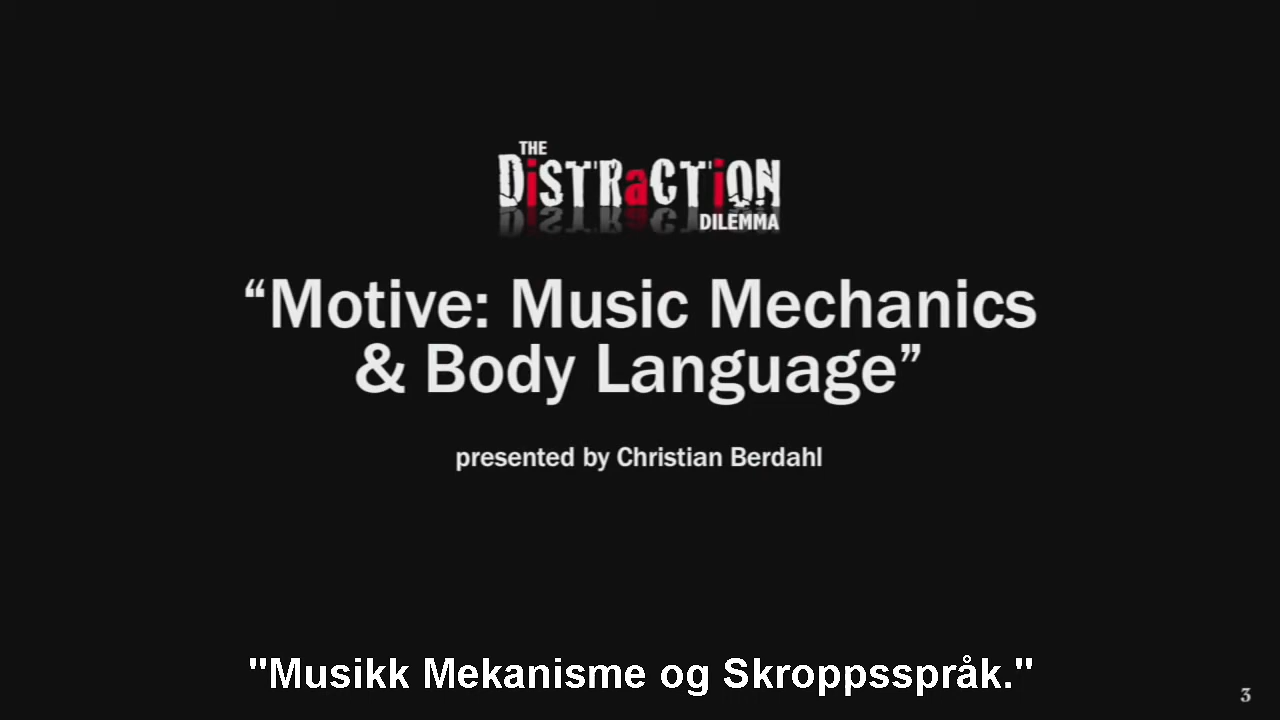 THE
DiSTRaCTiON
DILEMMA
“Motive: Music Mechanics
& Body Language”
presented by Christian Berdahl
"Musikk Mekanisme og Skroppsspråk."
3